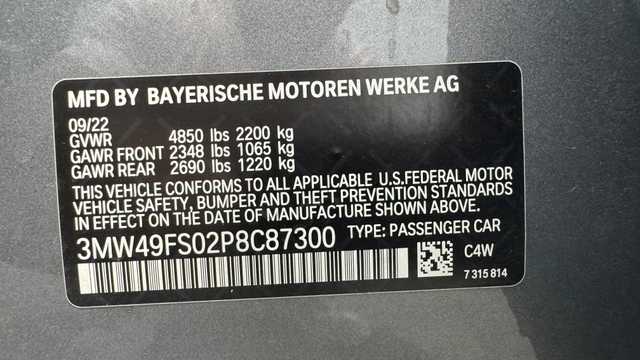 MFD BY BAYERISCHE MOTOREN WERKE AG
09/22
GVWR 4850 lbs 2200 kg
GAWR FRONT 2348 lbs 1065 kg
GAWR REAR 2690 lbs 1220 kg
THIS VEHICLE CONFORMS TO ALL APPLICABLE U.S.FEDERAL MOTOR
VEHICLE SAFETY, BUMPER AND THEFT PREVENTION STANDARDS
IN EFFECT ON THE DATE OF MANUFACTURE SHOWN ABOVE.
3MW49FS02P8C87300 TYPE: PASSENGER CAR
C4W
7 315 814